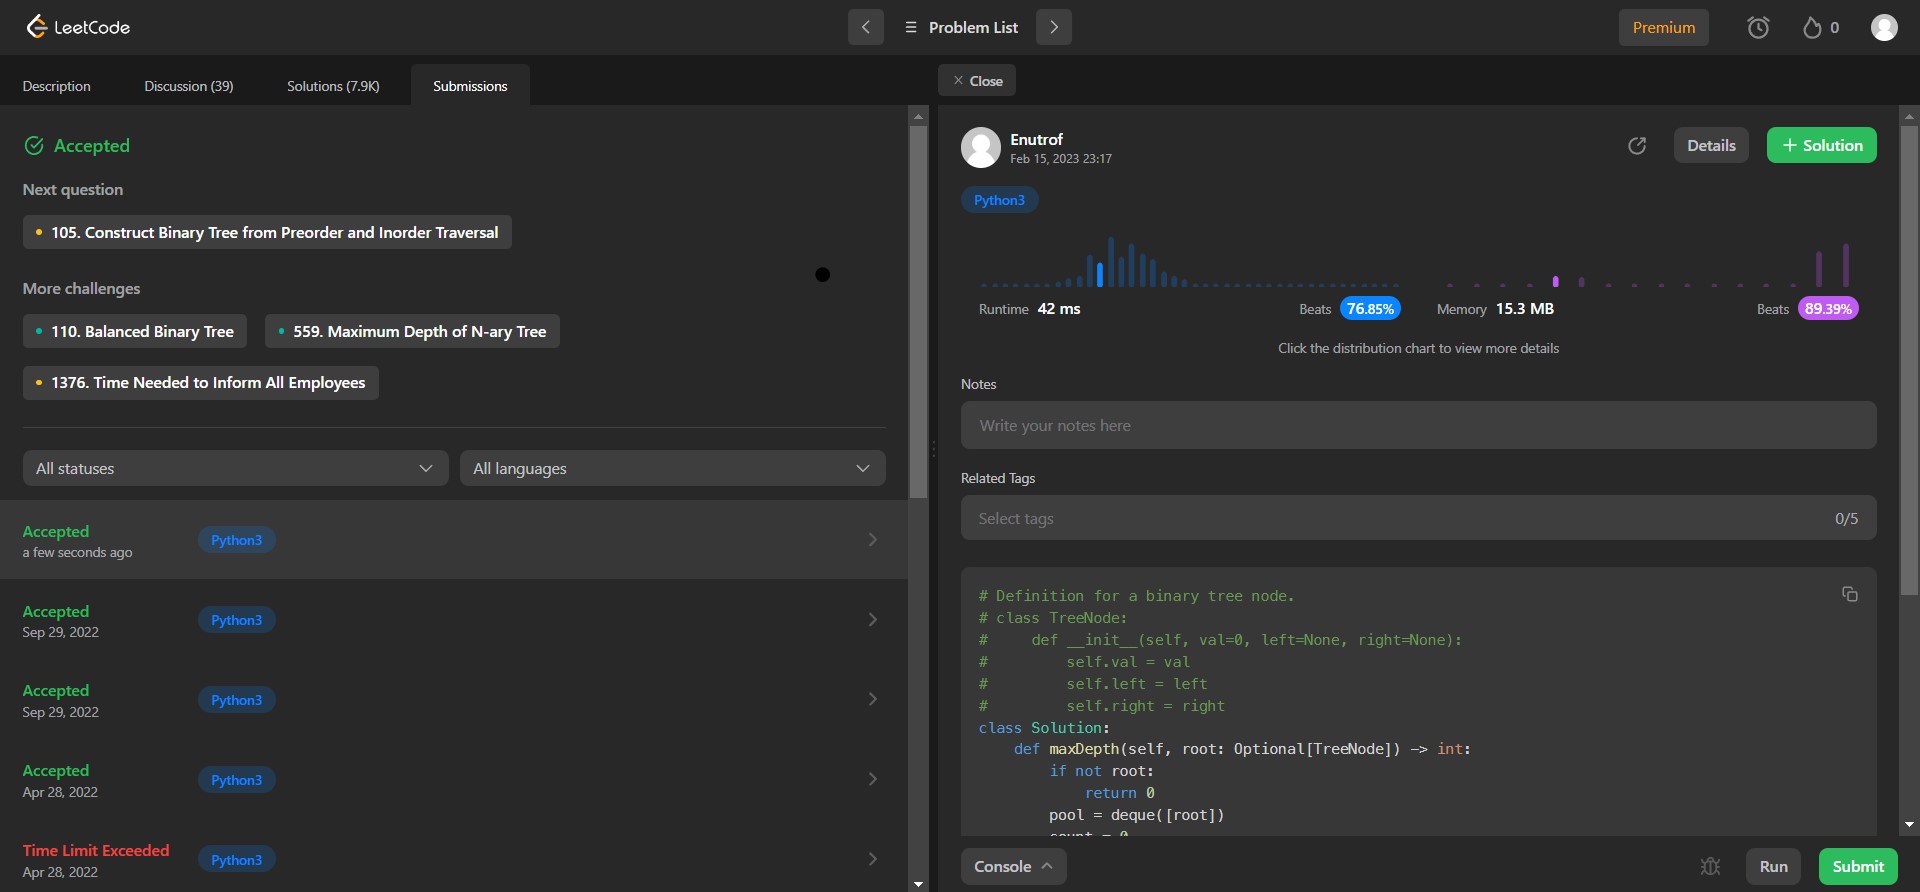 LeetCode
Problem List
Premium
0
Description
Discussion (39)
Solutions (7.9K)
Submissions
Close
Accepted
Next question
105. Construct Binary Tree from Preorder and Inorder Traversal
More challenges
110. Balanced Binary Tree
559. Maximum Depth of N-ary Tree
1376. Time Needed to Inform All Employees
All statuses
All languages
Accepted
a few seconds ago
Python3
Accepted
Sep 29, 2022
Python3
Accepted
Sep 29, 2022
Python3
Accepted
Apr 28, 2022
Python3
Time Limit Exceeded
Apr 28, 2022
Python3
Enutrof
Feb 15, 2023 23:17
Details
+ Solution
Python3
Runtime 42 ms
Beats 76.85%
Memory 15.3 MB
Beats 89.39%
Click the distribution chart to view more details
Notes
Write your notes here
Related Tags
Select tags
0/5
# Definition for a binary tree node.
# class TreeNode:
#     def __init__(self, val=0, left=None, right=None):
#         self.val = val
#         self.left = left
#         self.right = right
class Solution:
    def maxDepth(self, root: Optional[TreeNode]) -> int:
        if not root:
            return 0
        pool = deque([root])
        count = 0
Console
Run
Submit